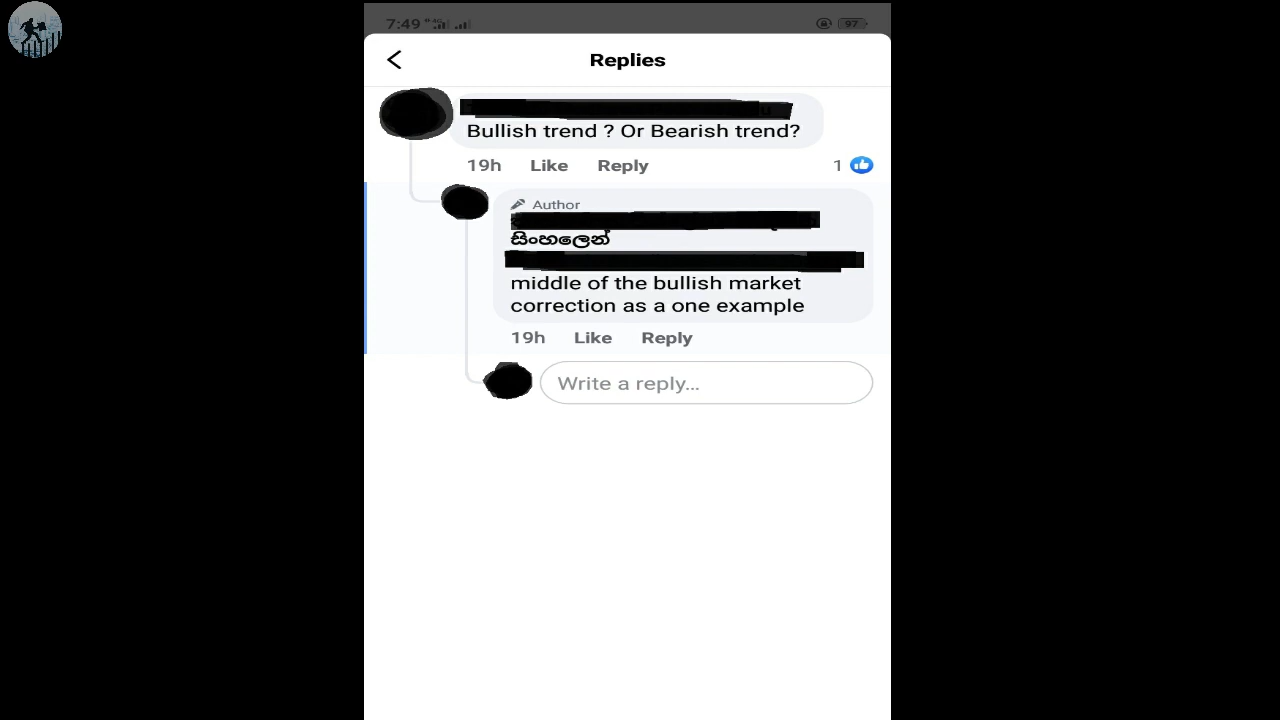 7:49 4G 97
Replies
Bullish trend ? Or Bearish trend?
19h Like Reply 1
Author
සිංහලෙන්
middle of the bullish market
correction as a one example
19h Like Reply
Write a reply...